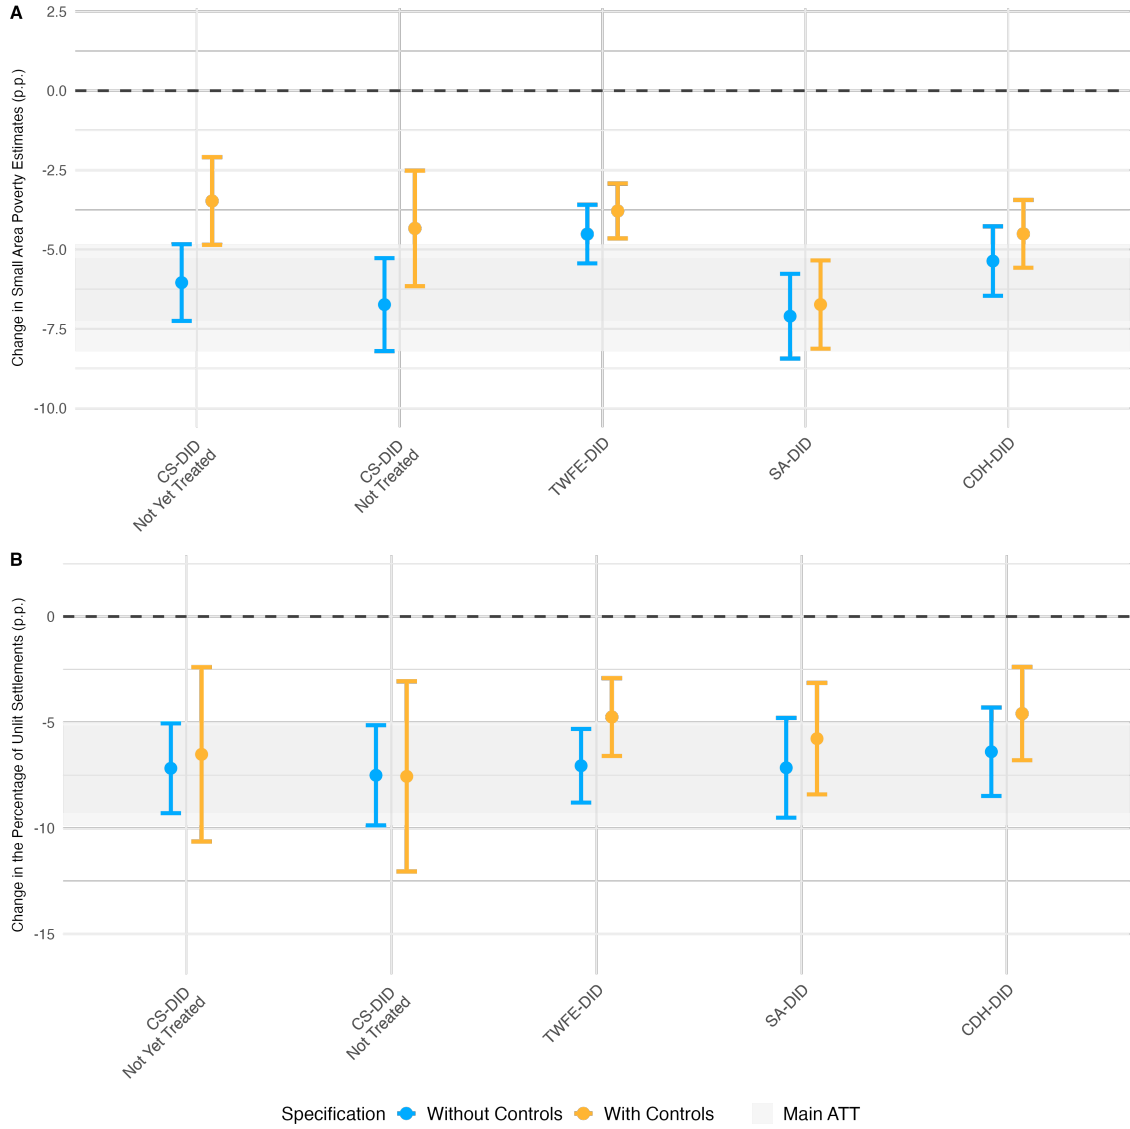 A
Change in Small Area Poverty Estimates (p.p.)
2.5
0.0
-2.5
-5.0
-7.5
-10.0
CS-DID
Not Yet Treated
CS-DID
Not Treated
TWFE-DID
SA-DID
CDH-DID
B
Change in the Percentage of Unlit Settlements (p.p.)
0
-5
-10
-15
CS-DID
Not Yet Treated
CS-DID
Not Treated
TWFE-DID
SA-DID
CDH-DID
Specification Without Controls With Controls Main ATT